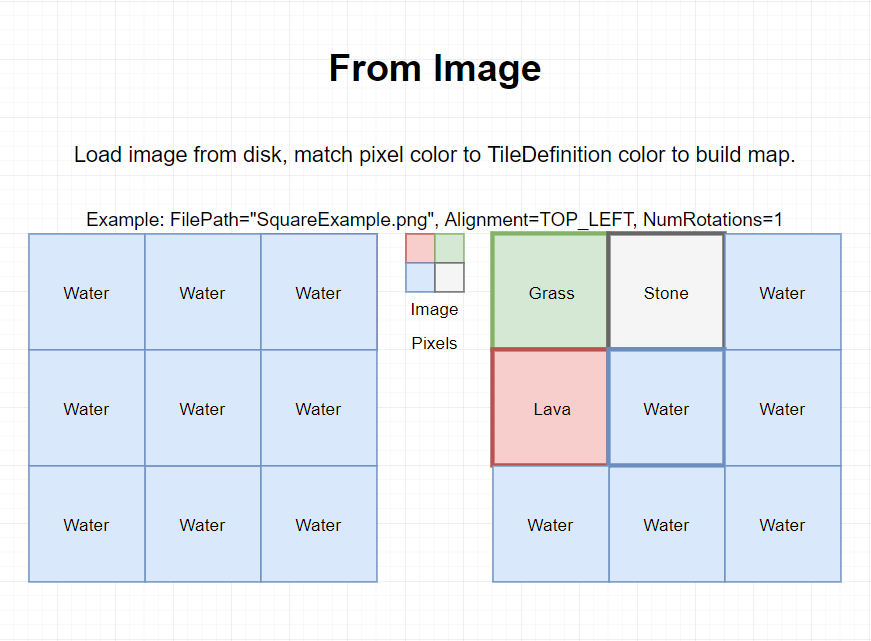 From Image
Load image from disk, match pixel color to TileDefinition color to build map.
Example: FilePath="SquareExample.png", Alignment=TOP_LEFT, NumRotations=1
Water Water Water
Water Water Water
Water Water Water
Image
Pixels
Grass Stone Water
Lava Water Water
Water Water Water